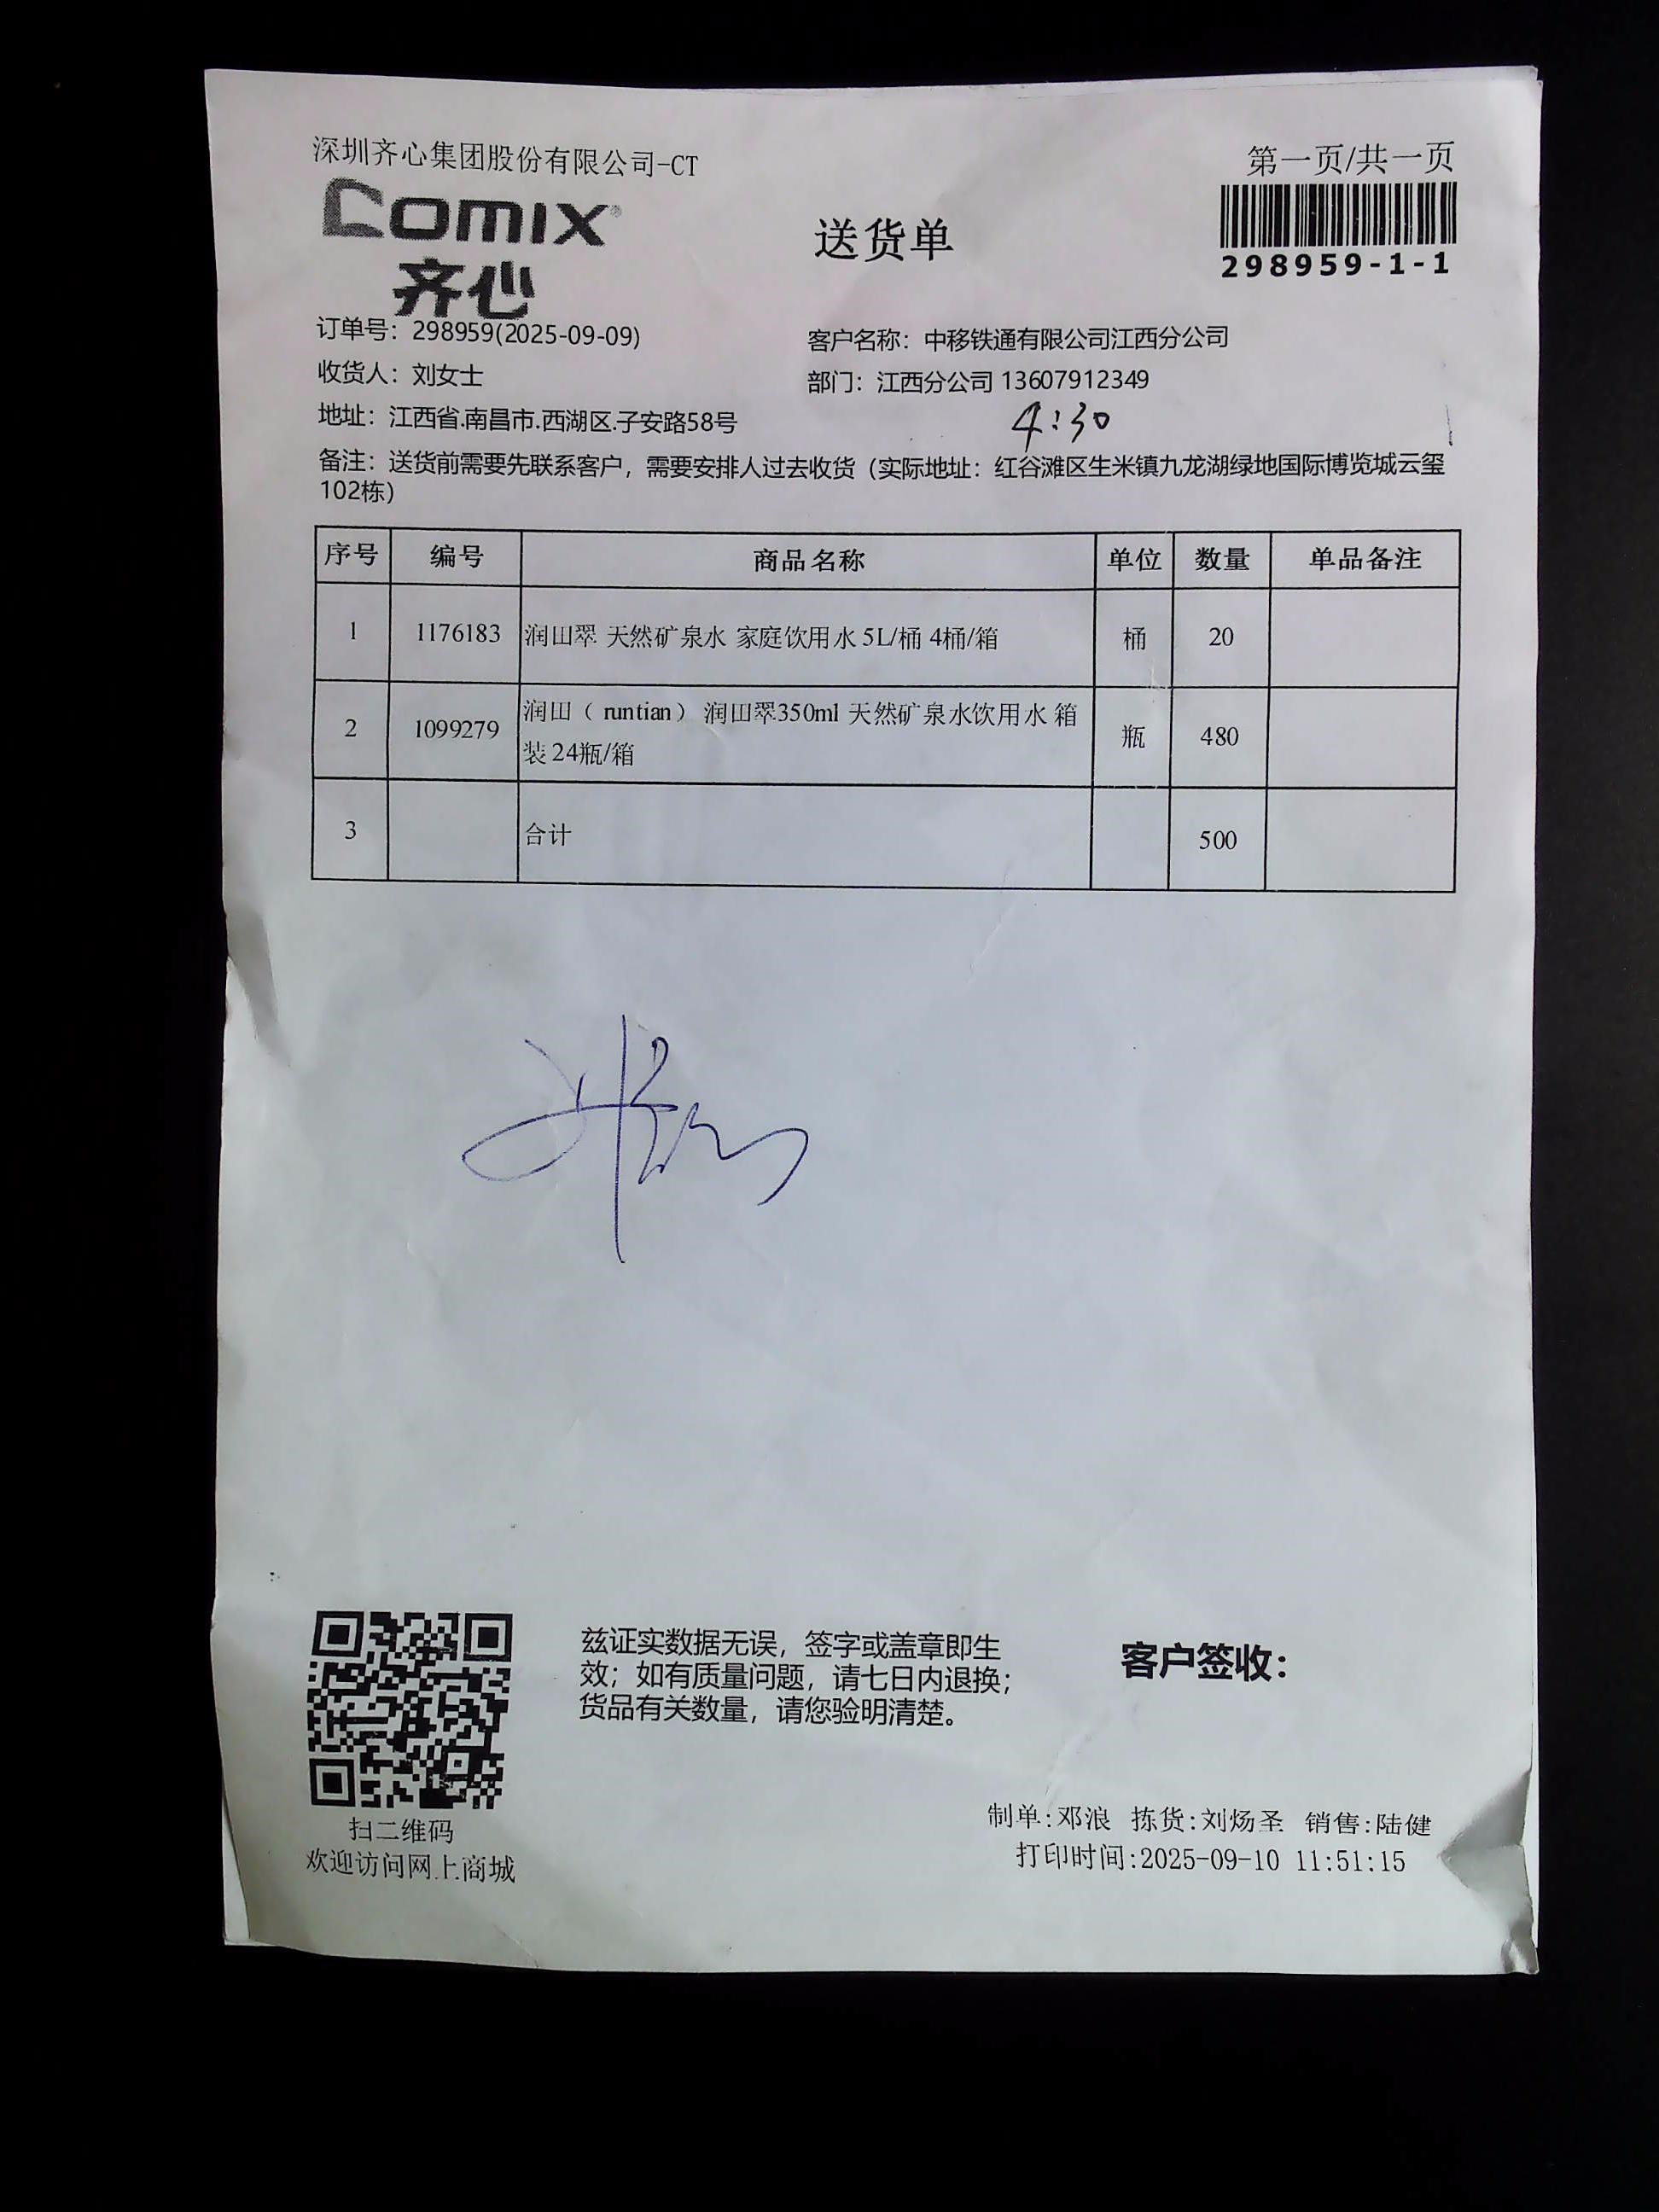 深圳齐心集团股份有限公司-CT
第一页/共一页
comix
齐心
送货单
298959-1-1
订单号：298959(2025-09-09)
客户名称：中移铁通有限公司江西分公司
收货人：刘女士
部门：江西分公司 13607912349
地址：江西省.南昌市.西湖区.子安路58号
4:30
备注：送货前需要先联系客户，需要安排人过去收货（实际地址：红谷滩区生米镇九龙湖绿地国际博览城云玺
102栋）
序号 编号 商品名称 单位 数量 单品备注
1 1176183 润田翠 天然矿泉水 家庭饮用水 5L/桶 4桶/箱 桶 20
2 1099279 润田（runtian） 润田翠350ml 天然矿泉水饮用水 箱
装 24瓶/箱 瓶 480
3 合计 500
兹证实数据无误，签字或盖章即生
效；如有质量问题，请七日内退换；
货品有关数量，请您验明清楚。
客户签收：
扫二维码
欢迎访问网上商城
制单:邓浪 拣货:刘炀圣 销售:陆健
打印时间:2025-09-10 11:51:15